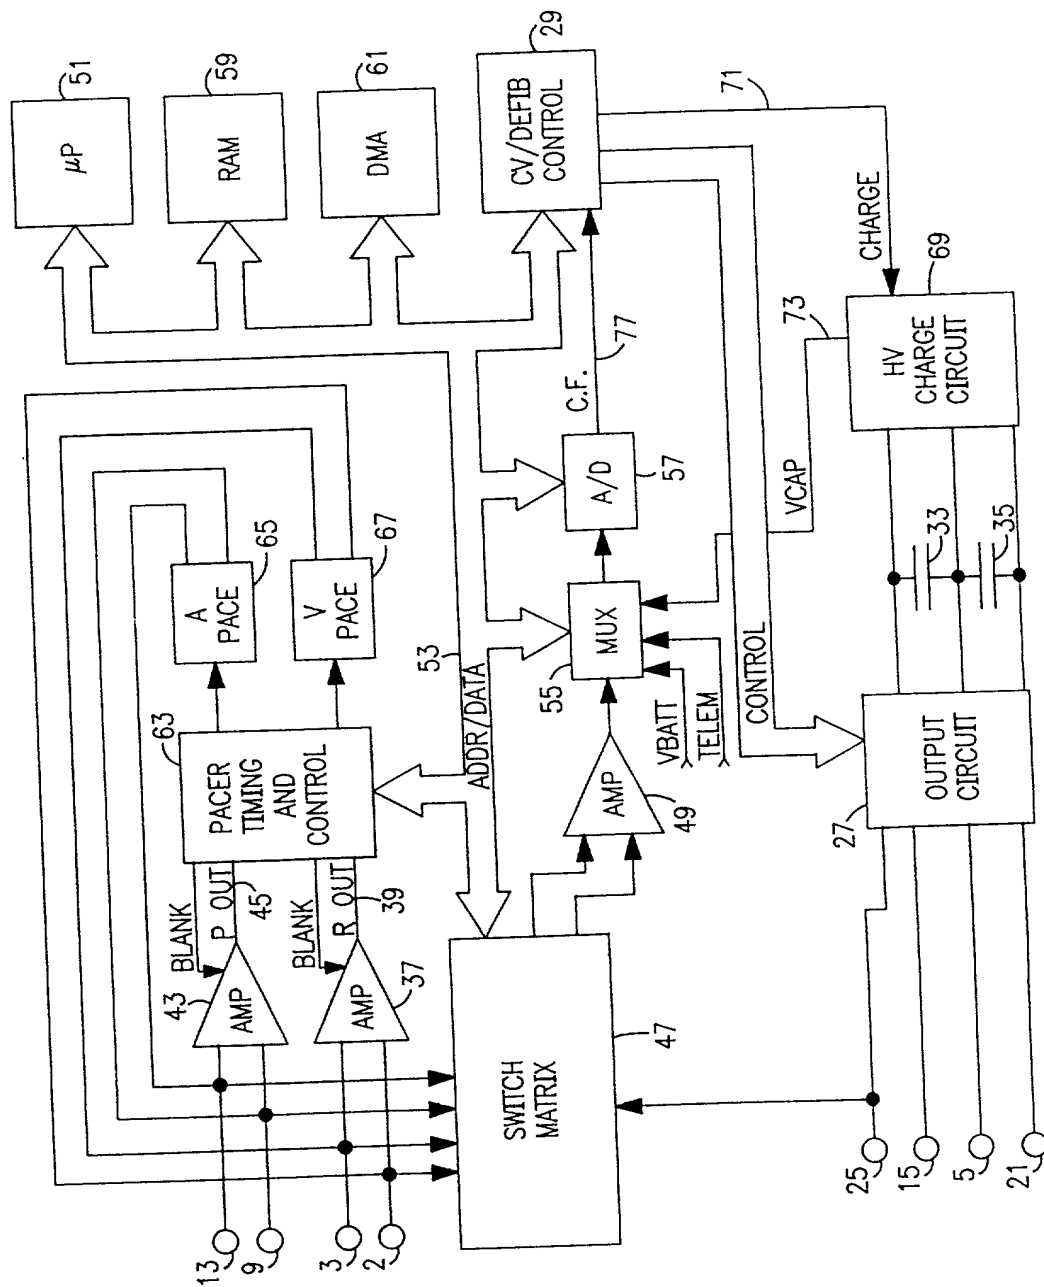 13
9
3
2
43
AMP
37
AMP
BLANK
P OUT
45
BLANK
R OUT
39
63
PACER
TIMING
AND
CONTROL
A
PACE
65
V
PACE
67
51
μP
59
RAM
61
DMA
29
CV/DEFIB
CONTROL
53
ADDR/DATA
47
SWITCH
MATRIX
AMP
49
55
MUX
A/D
57
C.F.
77
VBATT
TELEM
CONTROL
VCAP
73
71
CHARGE
69
HV
CHARGE
CIRCUIT
33
35
27
OUTPUT
CIRCUIT
25
15
5
21